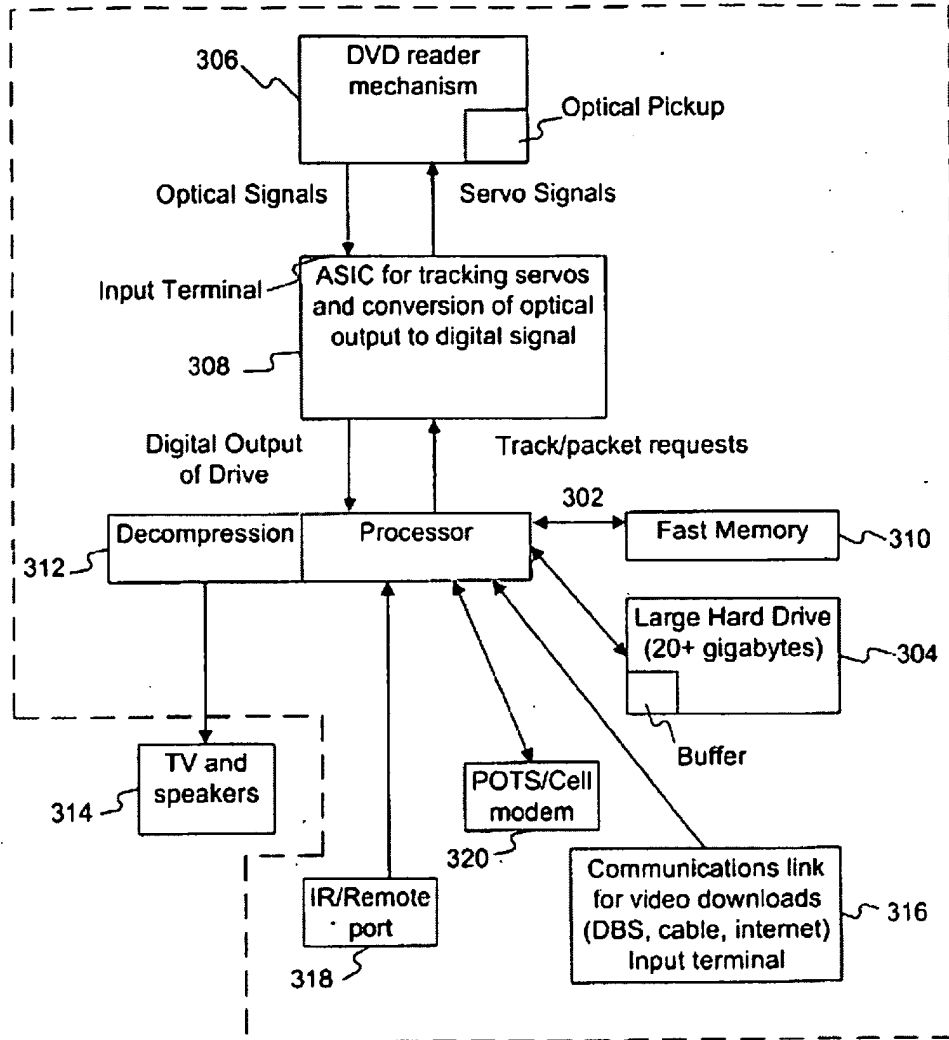 306
DVD reader
mechanism
Optical Pickup
Optical Signals
Servo Signals
Input Terminal
ASIC for tracking servos
and conversion of optical
output to digital signal
308
Digital Output
of Drive
Track/packet requests
302
Decompression
Processor
Fast Memory
312
310
Large Hard Drive
(20+ gigabytes)
304
Buffer
TV and
speakers
314
POTS/Cell
modem
320
IR/Remote
port
318
Communications link
for video downloads
(DBS, cable, internet)
Input terminal
316